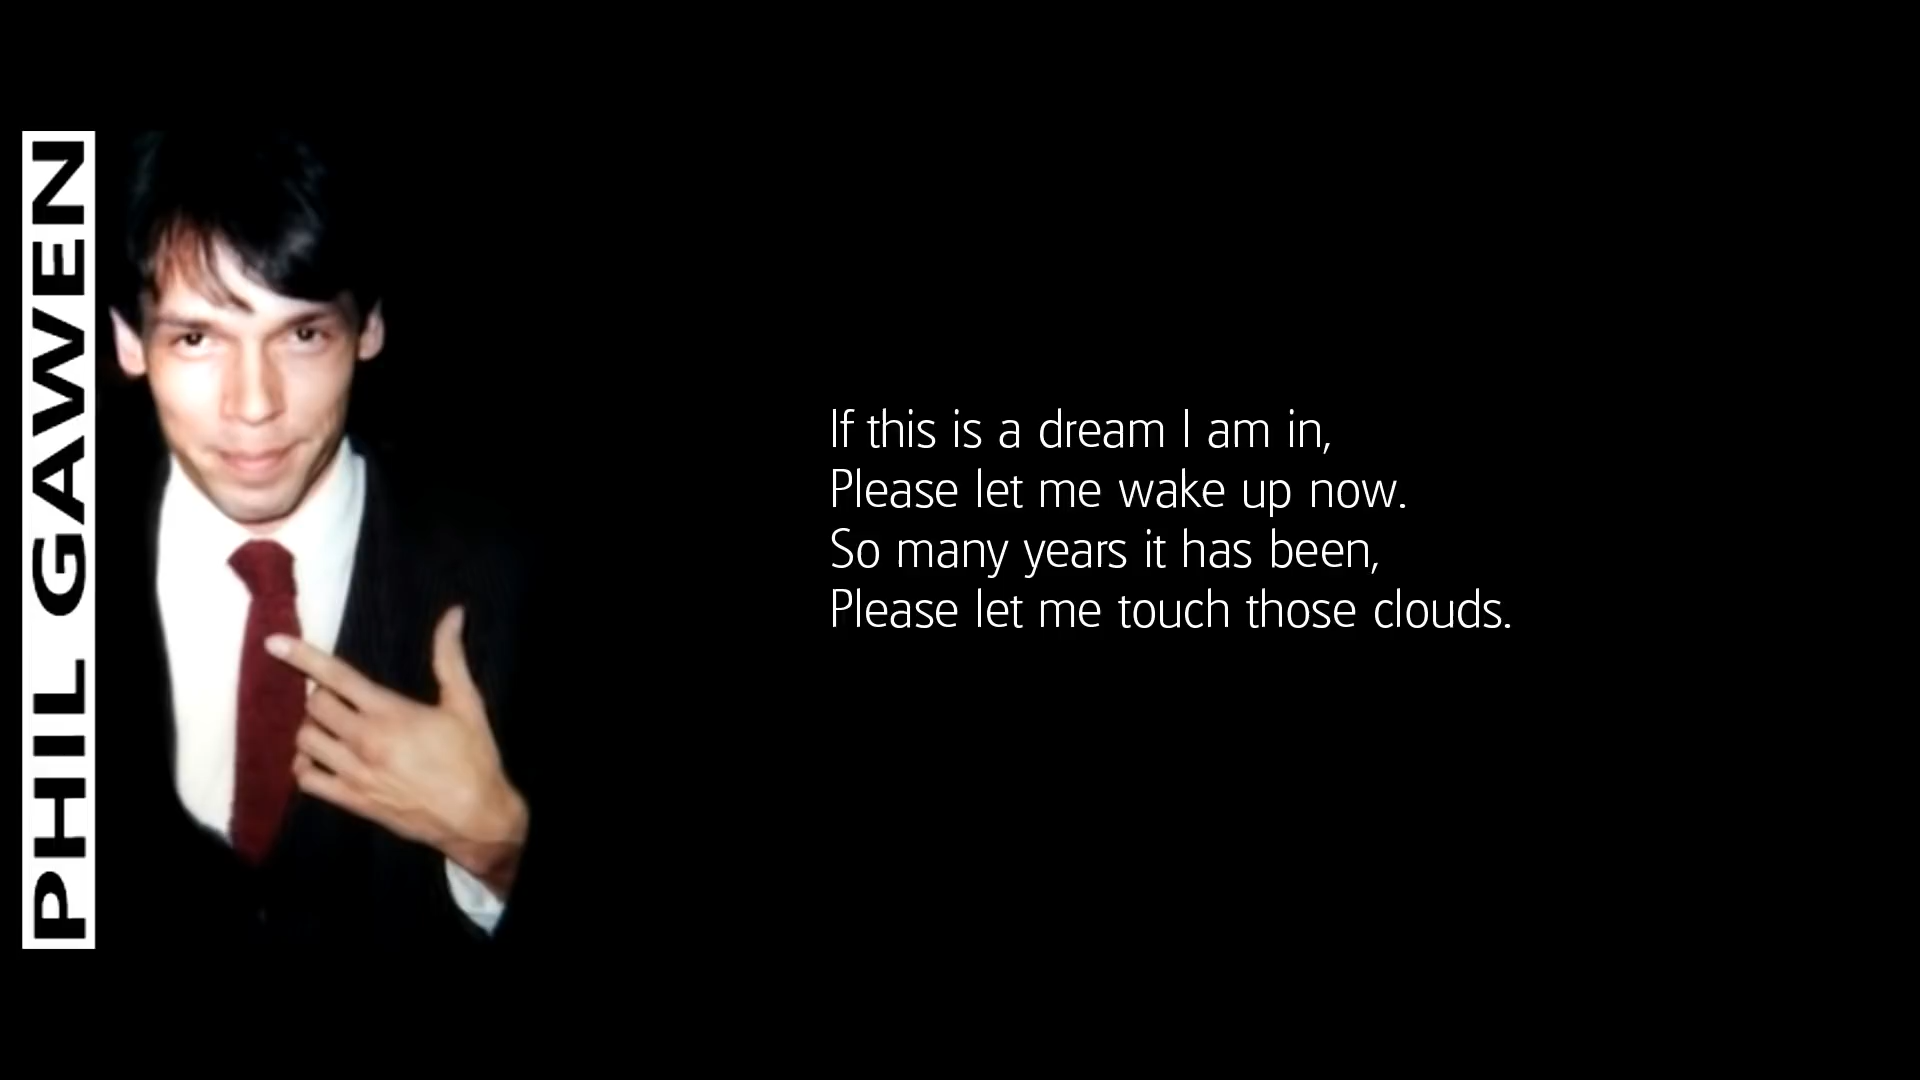 PHIL GAWEN
If this is a dream I am in,
Please let me wake up now.
So many years it has been,
Please let me touch those clouds.